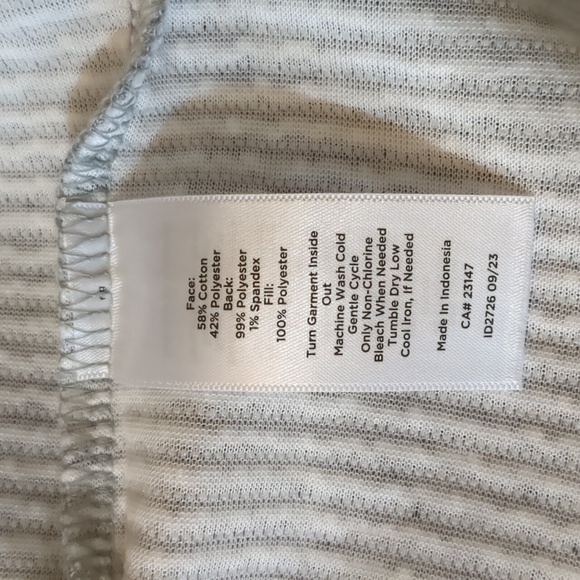 Face:
58% Cotton
42% Polyester
Back:
99% Polyester
1% Spandex
Fill:
100% Polyester
Turn Garment Inside
Out
Machine Wash Cold
Gentle Cycle
Only Non-Chlorine
Bleach When Needed
Tumble Dry Low
Cool Iron, If Needed
Made In Indonesia
CA# 23147
ID2726 09/23